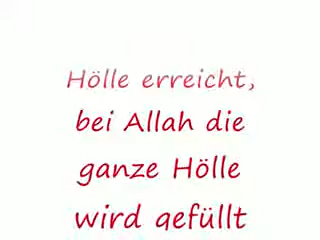 Hölle erreicht,
bei Allah die
ganze Hölle
wird gefüllt